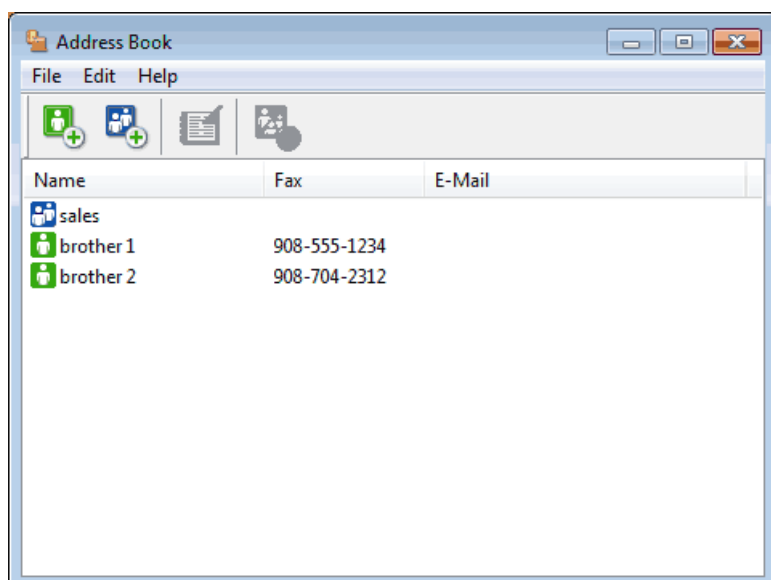 Address Book
File Edit Help
Name Fax E-Mail
sales
brother 1 908-555-1234
brother 2 908-704-2312